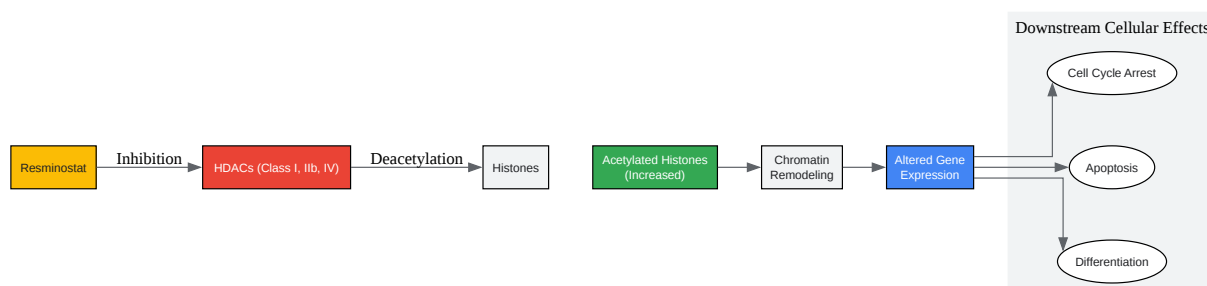 Downstream Cellular Effects
Cell Cycle Arrest
Resminostat
Inhibition
HDACs (Class I, IIb, IV)
Deacetylation
Histones
Acetylated Histones
(Increased)
Chromatin
Remodeling
Altered Gene
Expression
Apoptosis
Differentiation